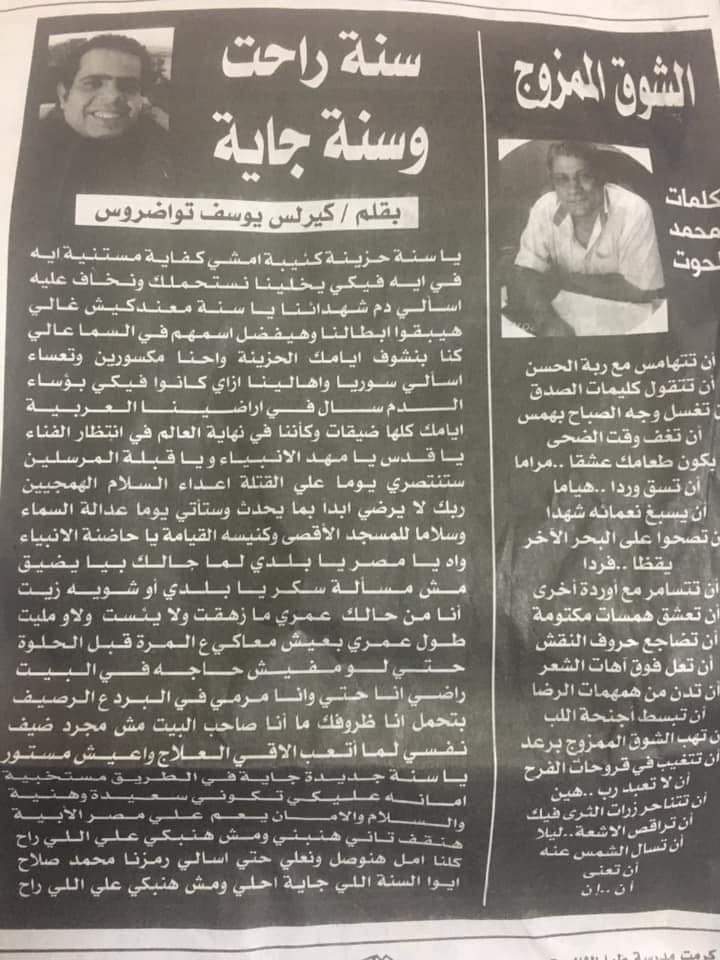 الشوق الممزوج
كلمات
محمد
لحوت
أن تتهامس مع ربة الحسن
أن تتقول كليمات الصدق
تغسل وجه الصباح بهمس
أن تغف وقت الضحى
يكون طعامك عشقا ..مراما
أن تسق وردا ..هياما
أن يسبغ نعمائه شهدا
تصحوا على البحر الآخر
يقظا ..فردا
أن تتسامر مع أوردة أخرى
أن تعشق همسات مكتومة
أن تضاجع حروف النقش
أن تعل فوق آهات الشعر
أن تدن من همهمات الرضا
أن تبسط أجنحة اللب
تهب الشوق الممزوج برعد
أن تتغيب في قروحات الفرح
أن لا تعبد رب ..هين
أن تتناحر زرات الثرى فيك
أن تراقص الاشعة ..ليلا
أن تسال الشمس عنه
أن تعنى
أن ..إن
سنة راحت
وسنة جاية
بقلم / كيرلس يوسف تواضروس
يا سنة حزينة كئيبة امشي كفاية مستنية ايه
في ايه فيكي يخلينا نستحملك ونخاف عليه
اسالي دم شهدائنا يا سنة معندكيش غالي
هيبقوا ابطالنا وهيفضل اسمهم في السما عالي
كنا بنشوف ايامك الحزينة واحنا مكسورين وتعساء
اسالي سوريا واهالينا ازاي كانوا فيكي بؤساء
الدم سال في اراضينا العربية
ايامك كلها ضيقات وكأننا في نهاية العالم في انتظار الفناء
يا قدس يا مهد الانبياء ويا قبلة المرسلين
ستنتصري يوما علي القتلة اعداء السلام الهمجيين
ربك لا يرضي ابدا بما يحدث وستأتي يوما عدالة السماء
وسلاما للمسجد الأقصى وكنيسه القيامة يا حاضنة الانبياء
واه يا مصر يا بلدي لما جالك بيا يضيق
مش مسألة سكر يا بلدي أو شويه زيت
أنا من حالك عمري ما زهقت ولا يئست ولاو مليت
طول عمري بعيش معاكي ع المرة قبل الحلوة
حتي لو مفيش حاجه في البيت
راضي انا حتي وانا مرمي في البرد ع الرصيف
بتحمل انا ظروفك ما أنا صاحب البيت مش مجرد ضيف
نفسي لما أتعب الاقي العلاج واعيش مستور
يا سنة جديدة جاية في الطريق مستخبية
امانه عليكي تكوني سعيدة وهنية
والسلام والامان يعم علي مصر الأبية
هنقف تاني هنبني ومش هنبكي علي اللي راح
كلنا امل هنوصل ونعلي حتي اسالي رمزنا محمد صلاح
ايوا السنة اللي جاية احلي ومش هنبكي علي اللي راح